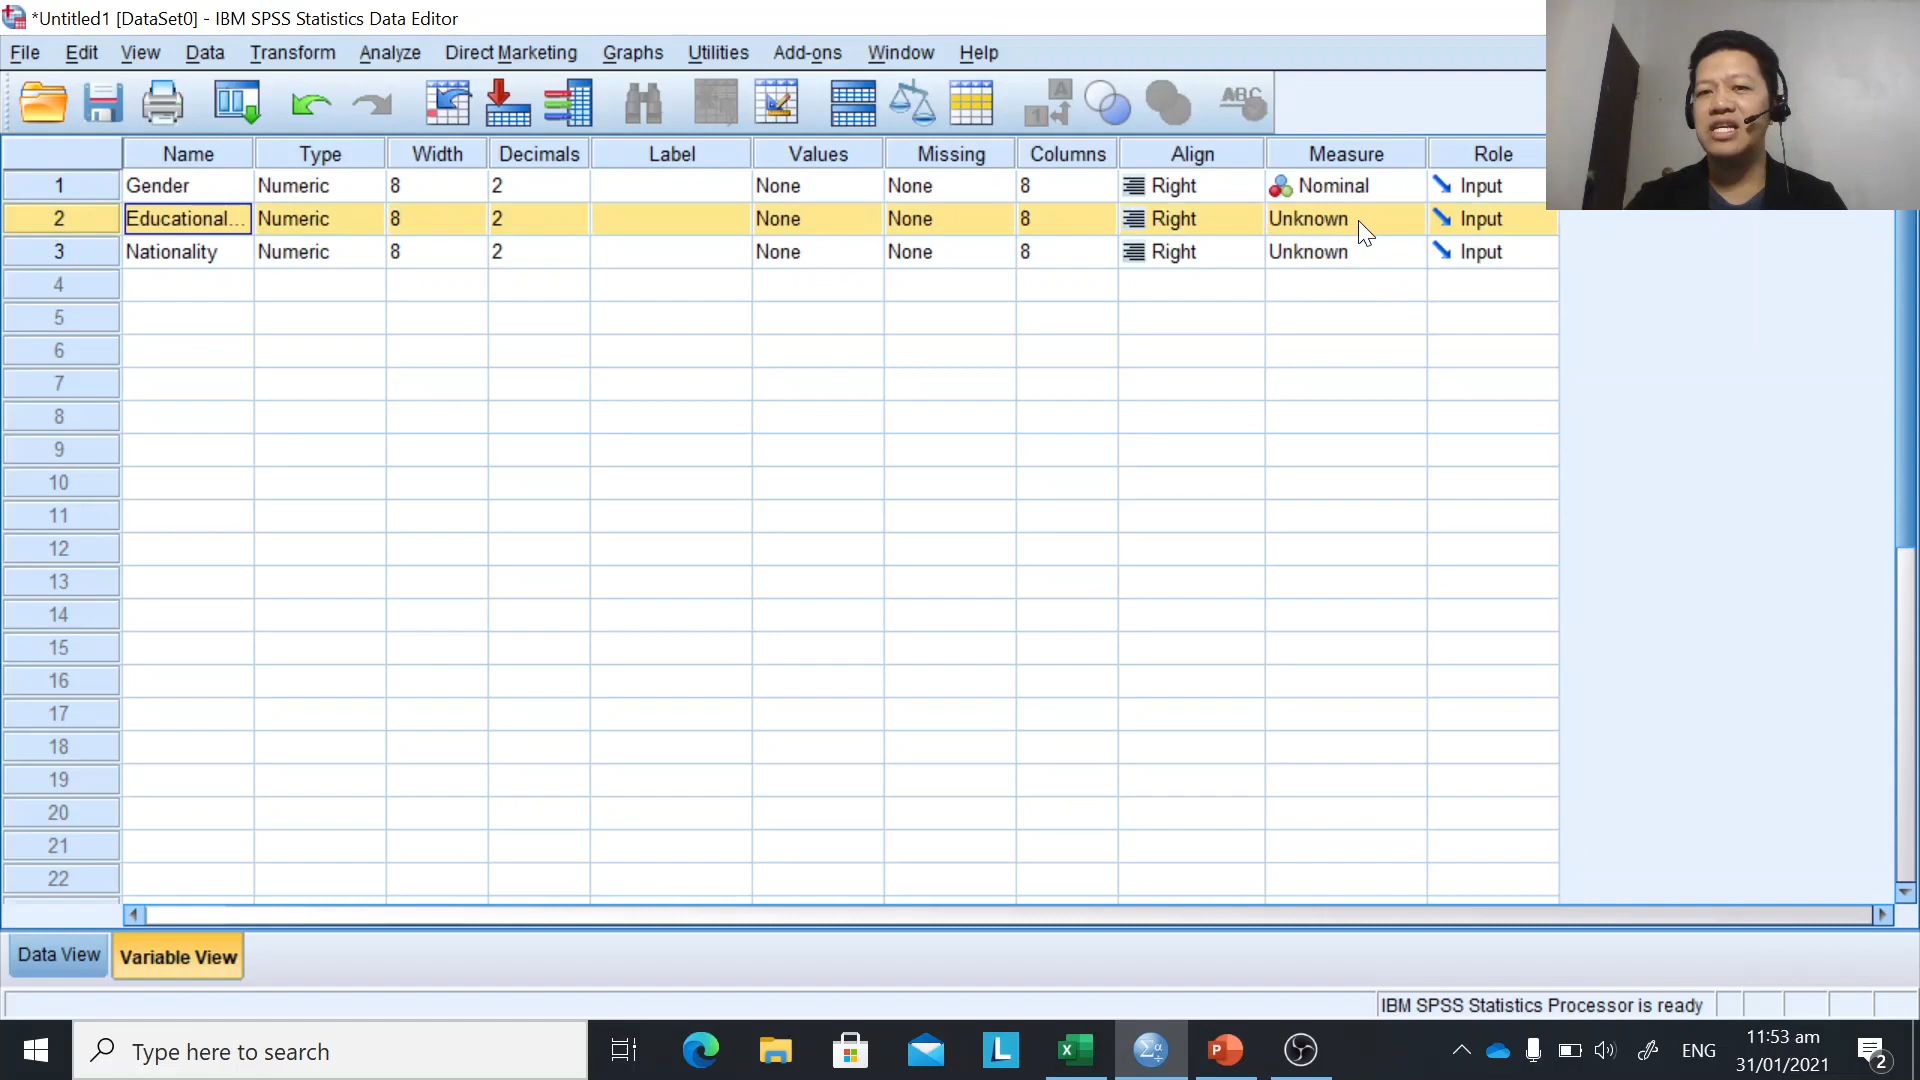 *Untitled1 [DataSet0] - IBM SPSS Statistics Data Editor
File Edit View Data Transform Analyze Direct Marketing Graphs Utilities Add-ons Window Help
Name Type Width Decimals Label Values Missing Columns Align Measure Role
1 Gender Numeric 8 2 None None 8 Right Nominal Input
2 Educational... Numeric 8 2 None None 8 Right Unknown Input
3 Nationality Numeric 8 2 None None 8 Right Unknown Input
4
5
6
7
8
9
10
11
12
13
14
15
16
17
18
19
20
21
22
Data View Variable View
IBM SPSS Statistics Processor is ready
Type here to search
ENG
11:53 am
31/01/2021
2